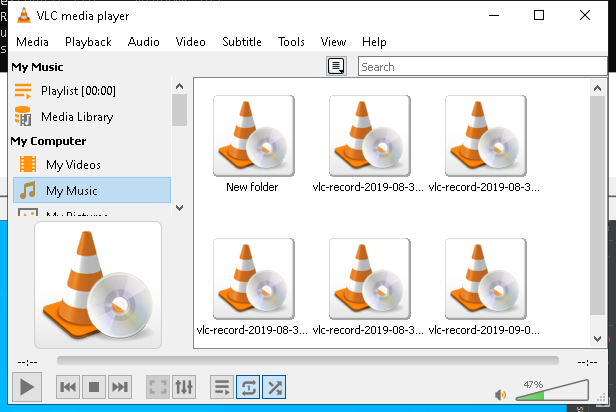 VLC media player
Media Playback Audio Video Subtitle Tools View Help
My Music
Search
Playlist [00:00]
Media Library
My Computer
My Videos
My Music
My Pictures
New folder vlc-record-2019-08-3... vlc-record-2019-08-3...
vlc-record-2019-08-3... vlc-record-2019-08-3... vlc-record-2019-09-0...
--:-- --:--
47%